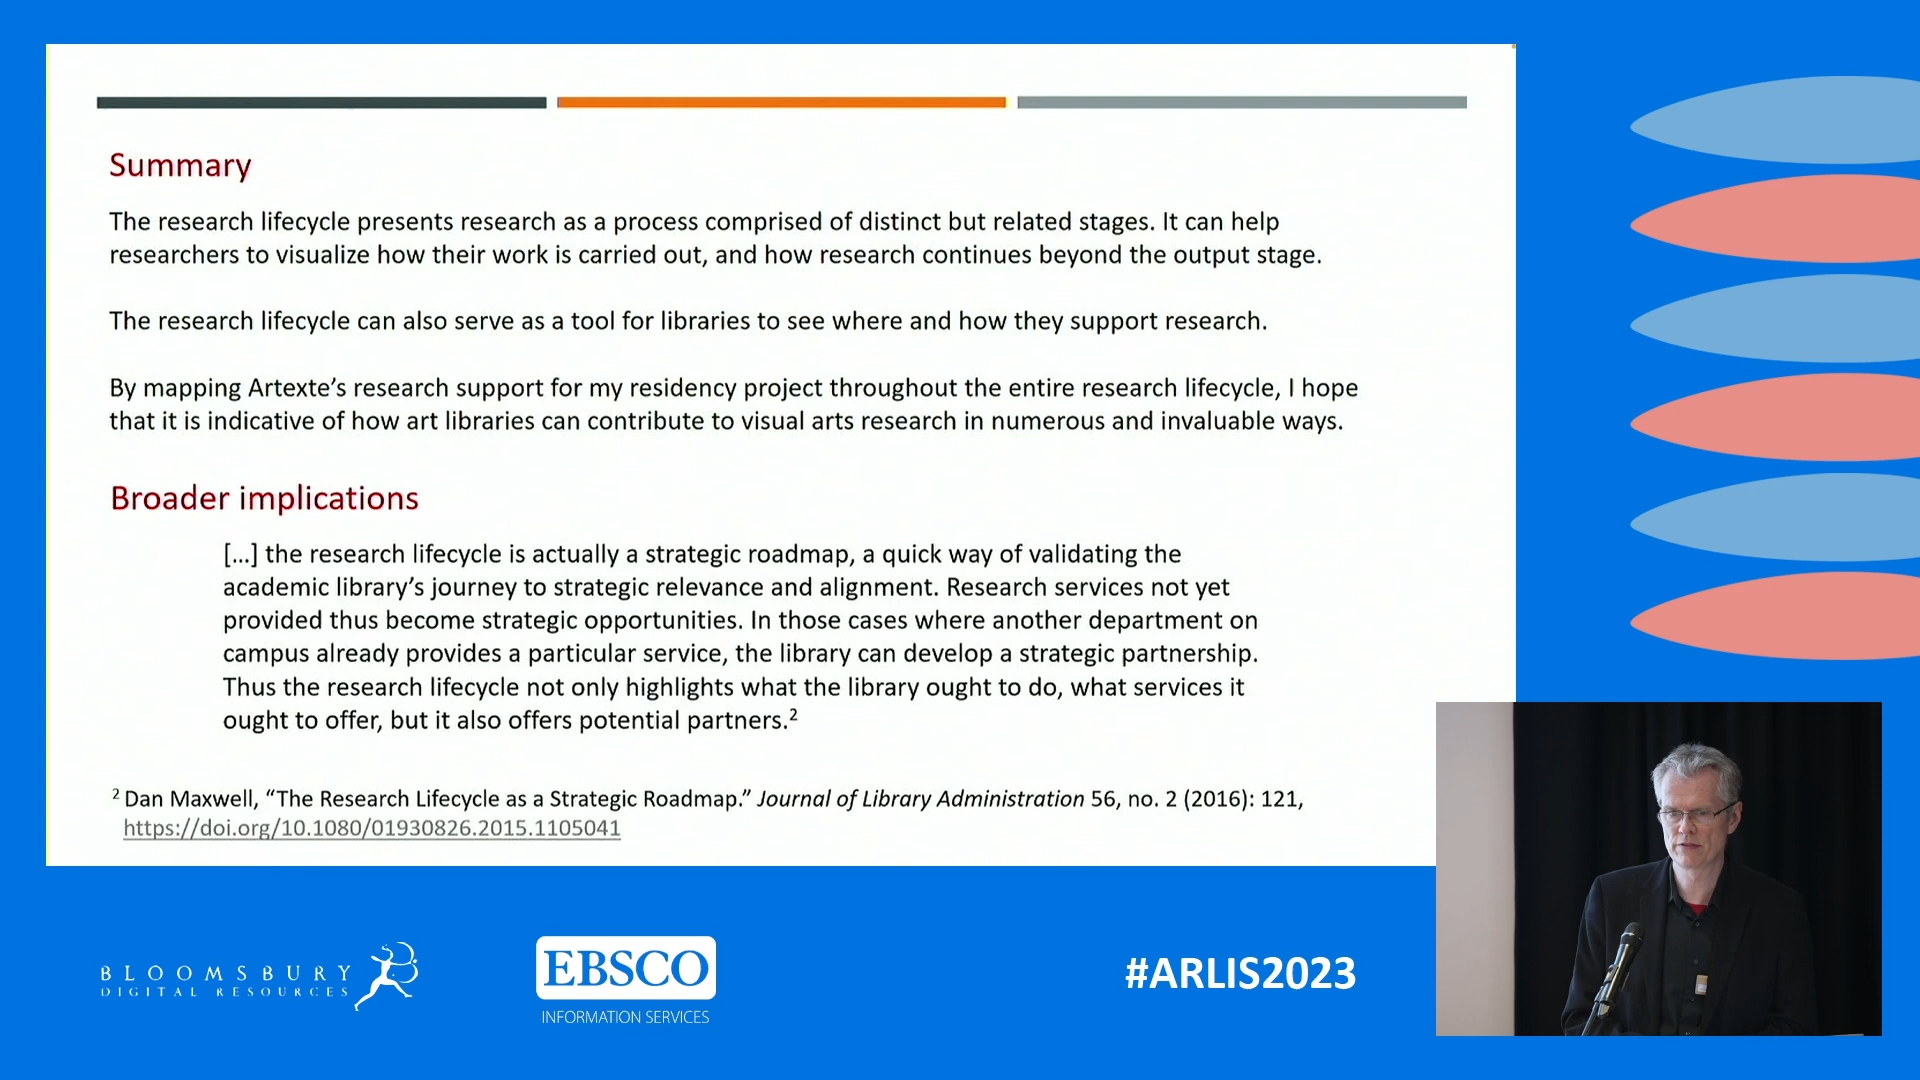 Summary
The research lifecycle presents research as a process comprised of distinct but related stages. It can help
researchers to visualize how their work is carried out, and how research continues beyond the output stage.
The research lifecycle can also serve as a tool for libraries to see where and how they support research.
By mapping Artexte’s research support for my residency project throughout the entire research lifecycle, I hope
that it is indicative of how art libraries can contribute to visual arts research in numerous and invaluable ways.
Broader implications
[...] the research lifecycle is actually a strategic roadmap, a quick way of validating the
academic library’s journey to strategic relevance and alignment. Research services not yet
provided thus become strategic opportunities. In those cases where another department on
campus already provides a particular service, the library can develop a strategic partnership.
Thus the research lifecycle not only highlights what the library ought to do, what services it
ought to offer, but it also offers potential partners.²
² Dan Maxwell, “The Research Lifecycle as a Strategic Roadmap.” Journal of Library Administration 56, no. 2 (2016): 121,
https://doi.org/10.1080/01930826.2015.1105041
BLOOMSBURY
DIGITAL RESOURCES
EBSCO
INFORMATION SERVICES
#ARLIS2023